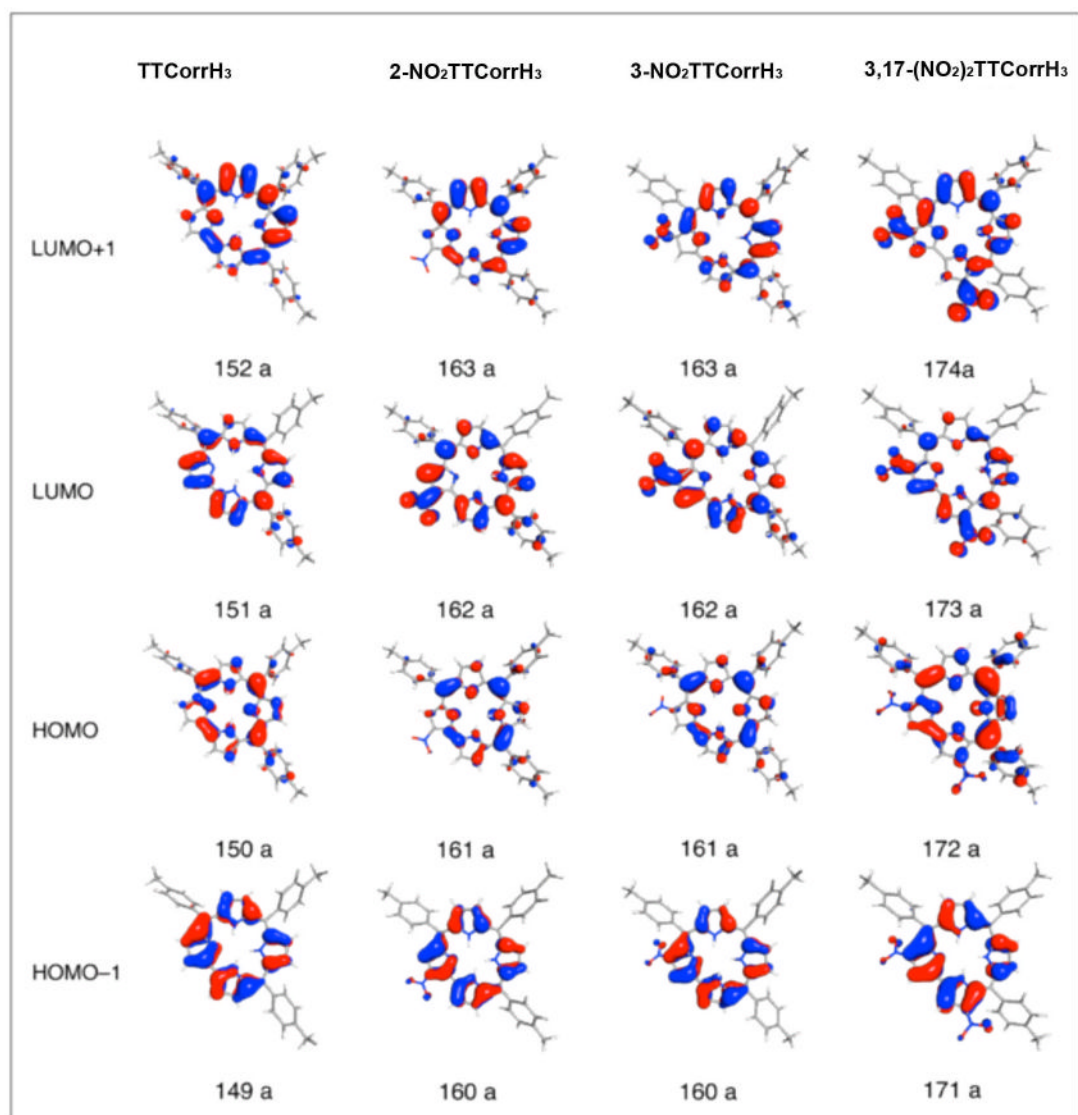 TTCorrH₃ 2-NO₂TTCorrH₃ 3-NO₂TTCorrH₃ 3,17-(NO₂)₂TTCorrH₃
LUMO+1
152 a 163 a 163 a 174a
LUMO
151 a 162 a 162 a 173 a
HOMO
150 a 161 a 161 a 172 a
HOMO–1
149 a 160 a 160 a 171 a